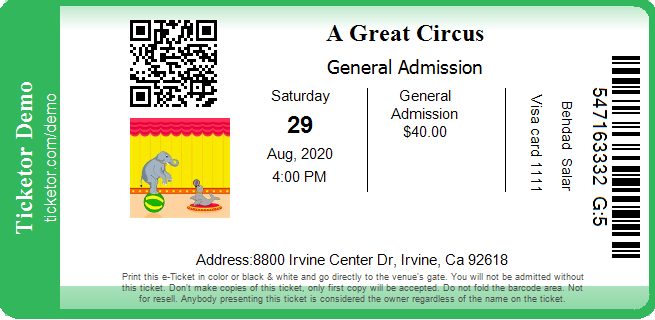 Ticketor Demo
ticketor.com/demo
A Great Circus
General Admission
Saturday
29
Aug, 2020
4:00 PM
General
Admission
$40.00
Visa card 1111
Behdad Salar
547163332 G:5
Address:8800 Irvine Center Dr, Irvine, Ca 92618
Print this e-Ticket in color or black & white and go directly to the venue's gate. You will not be admitted without
this ticket. Don't make copies of this ticket, only first copy will be accepted. Do not fold the barcode area. Not
for resell. Anybody presenting this ticket is considered the owner regardless of the name on the ticket.